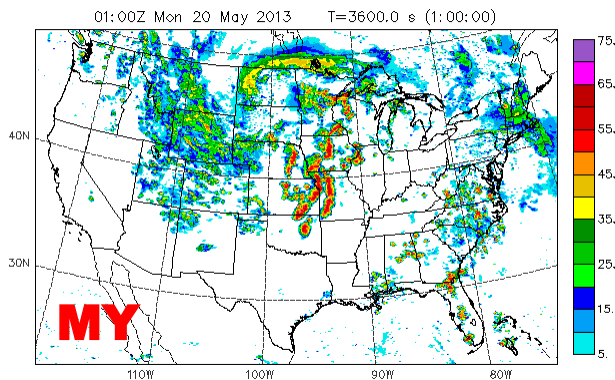 01:00Z Mon 20 May 2013 T=3600.0 s (1:00:00)
75.
65.
55.
45.
35.
25.
15.
5.
40N
30N
MY
110W
100W
90W
80W